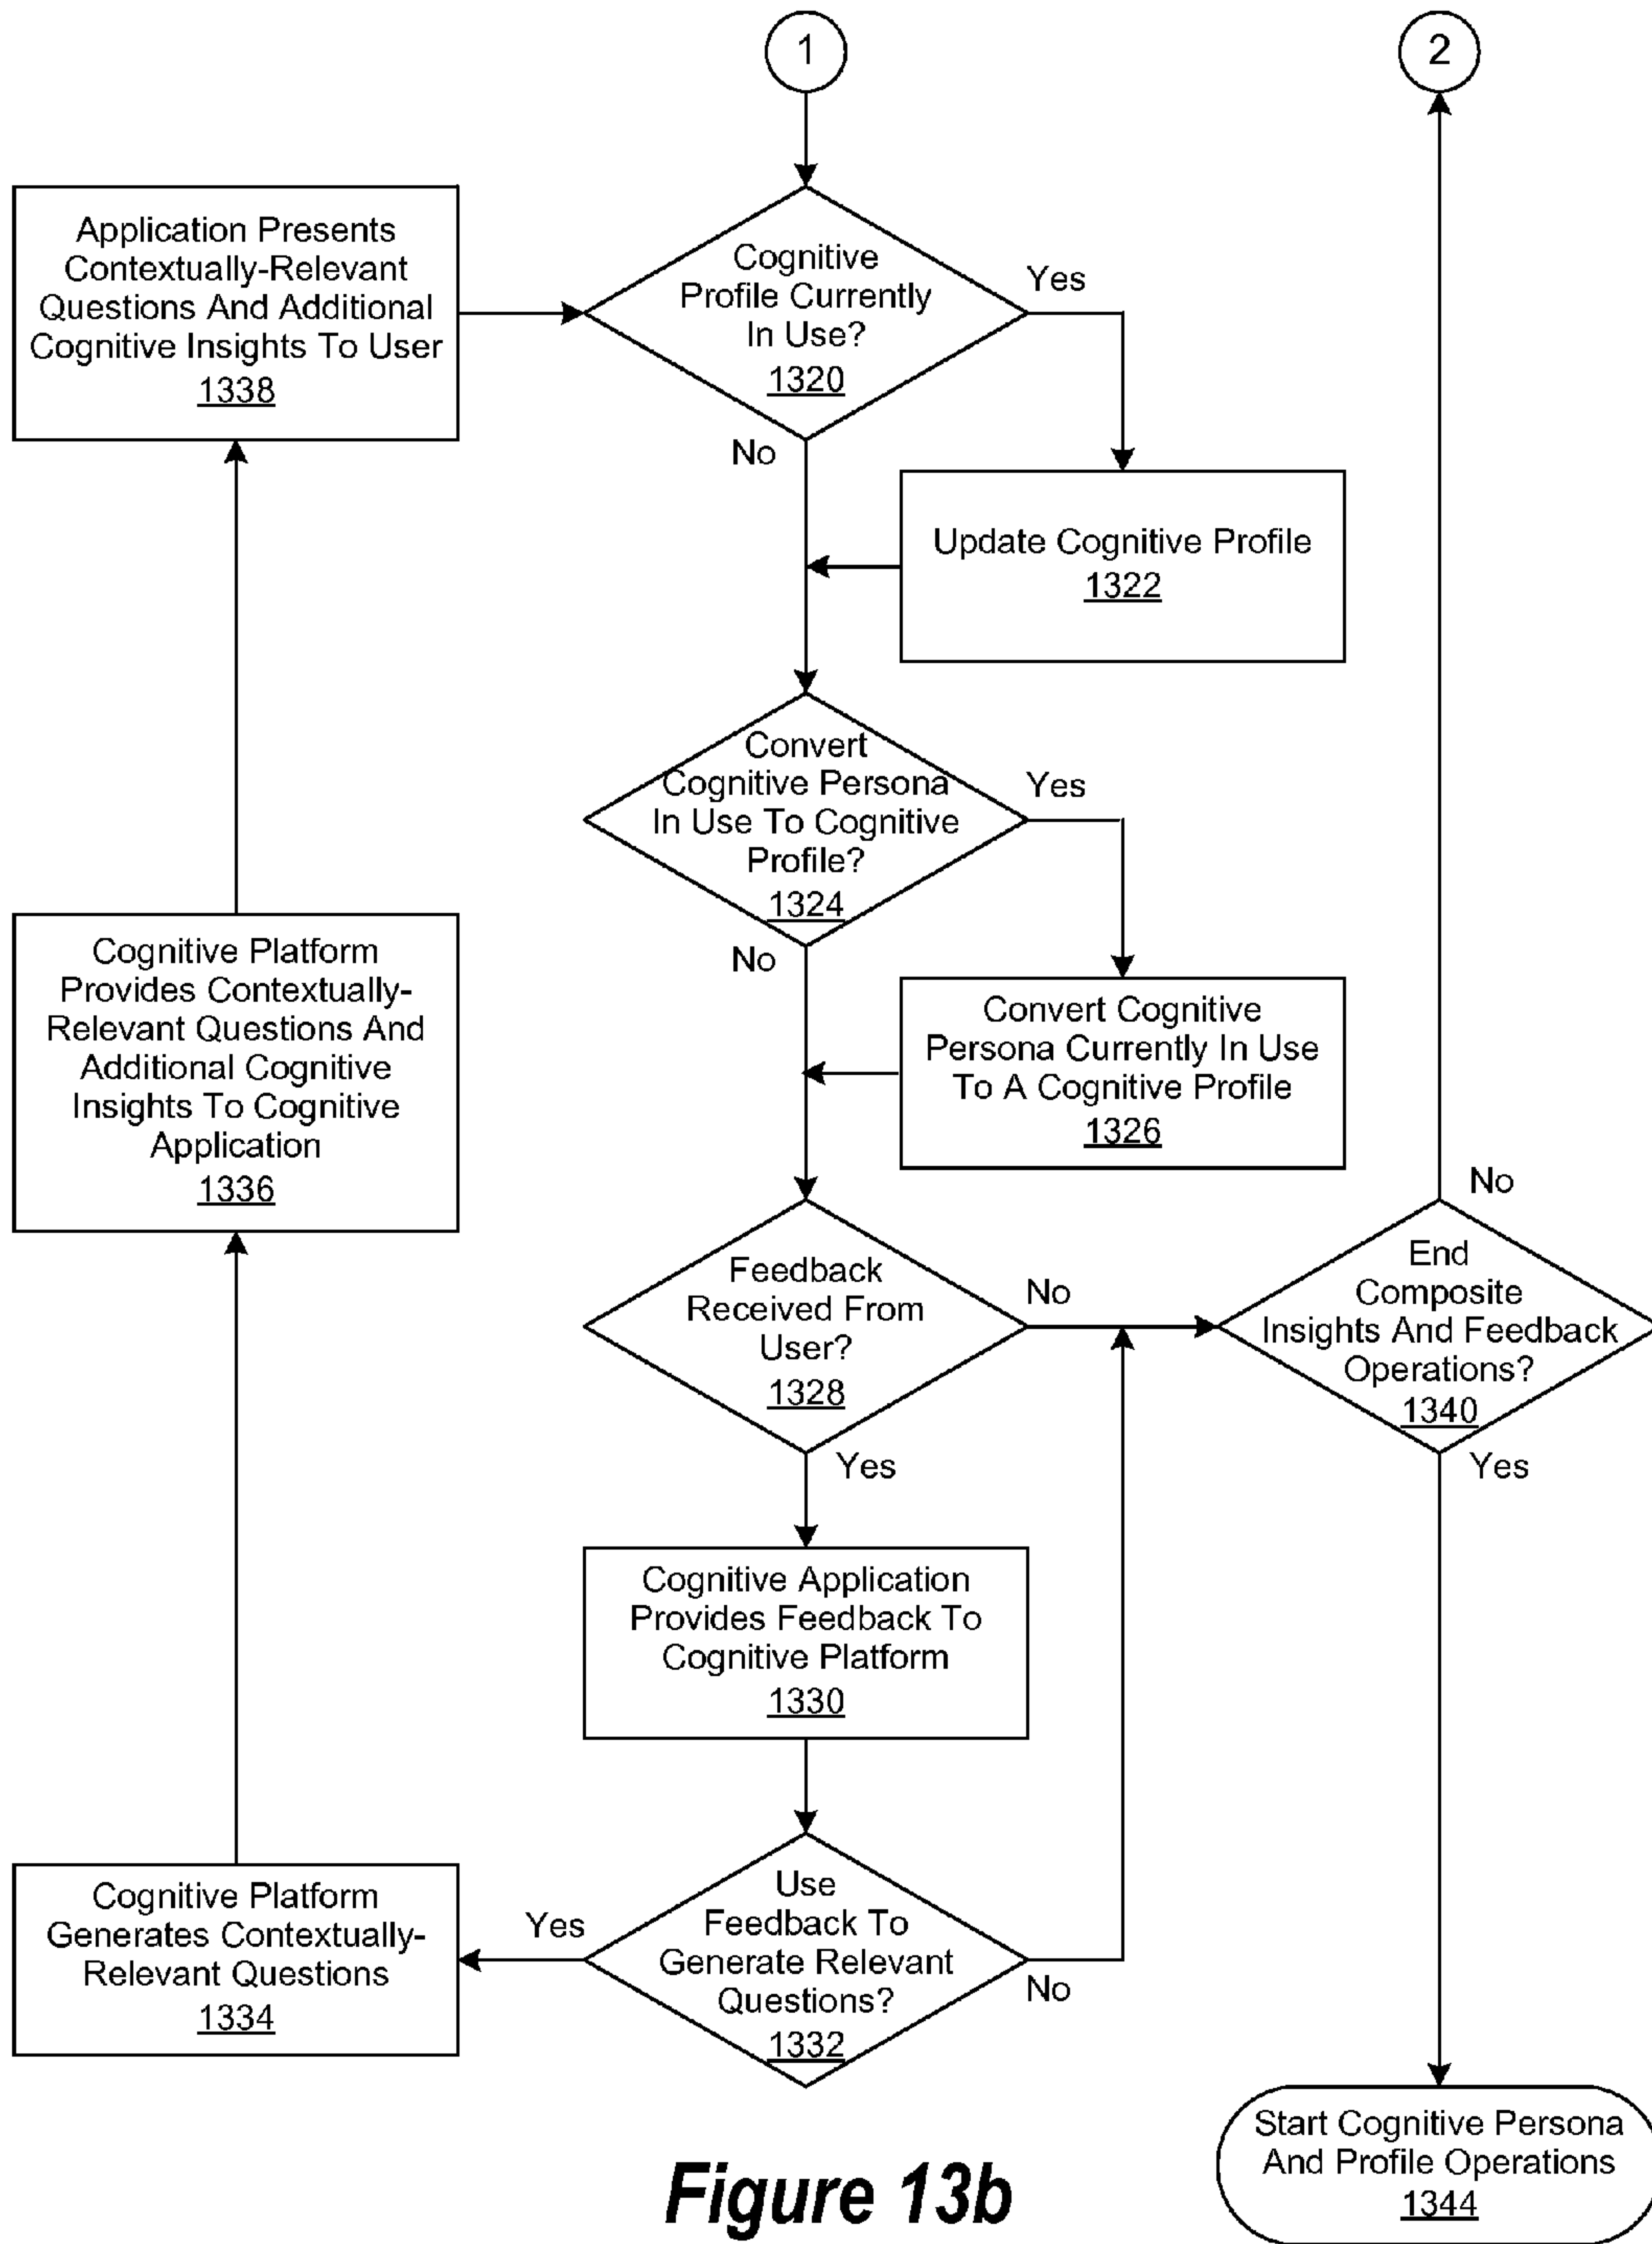 1
2
Application Presents
Contextually-Relevant
Questions And Additional
Cognitive Insights To User
1338
Cognitive
Profile Currently
In Use?
1320
Yes
No
Update Cognitive Profile
1322
Convert
Cognitive Persona
In Use To Cognitive
Profile?
1324
Yes
No
Cognitive Platform
Provides Contextually-
Relevant Questions And
Additional Cognitive
Insights To Cognitive
Application
1336
Convert Cognitive
Persona Currently In Use
To A Cognitive Profile
1326
Feedback
Received From
User?
1328
No
Yes
No
End
Composite
Insights And Feedback
Operations?
1340
Yes
Cognitive Application
Provides Feedback To
Cognitive Platform
1330
Cognitive Platform
Generates Contextually-
Relevant Questions
1334
Yes
Use
Feedback To
Generate Relevant
Questions?
1332
No
Start Cognitive Persona
And Profile Operations
1344
Figure 13b